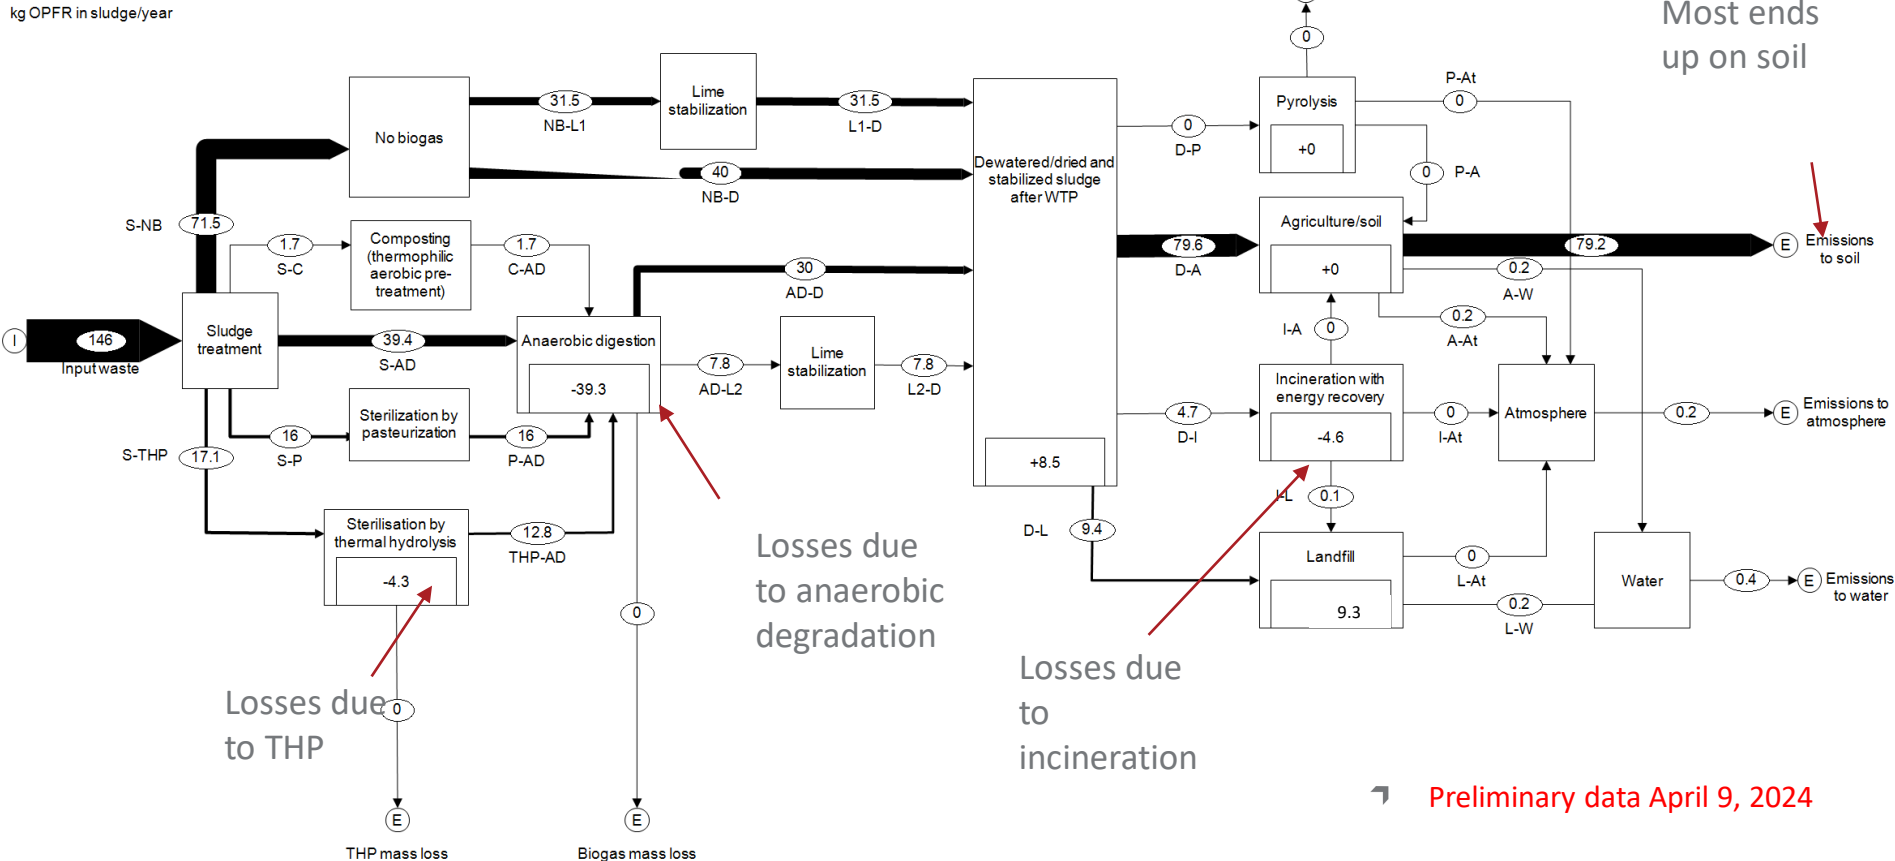 kg OPFR in sludge/year
0
Most ends
up on soil
No biogas
31.5
NB-L1
Lime
stabilization
31.5
L1-D
40
NB-D
Dewatered/dried and
stabilized sludge
after WTP
+8.5
0
D-P
Pyrolysis
+0
P-At
0
0
P-A
S-NB
71.5
1.7
S-C
Composting
(thermophilic
aerobic pre-
treatment)
1.7
C-AD
30
AD-D
79.6
D-A
Agriculture/soil
+0
79.2
E
Emissions
to soil
0.2
A-W
0.2
A-At
I-A
0
I
146
Input waste
Sludge
treatment
39.4
S-AD
Anaerobic digestion
-39.3
7.8
AD-L2
Lime
stabilization
7.8
L2-D
4.7
D-I
Incineration with
energy recovery
-4.6
0
I-At
Atmosphere
0.2
E
Emissions to
atmosphere
S-THP
17.1
16
S-P
Sterilization by
pasteurization
16
P-AD
I-L
0.1
D-L
9.4
Sterilisation by
thermal hydrolysis
-4.3
12.8
THP-AD
Landfill
9.3
0
L-At
0.2
L-W
Water
0.4
E
Emissions
to water
Losses due
to anaerobic
degradation
0
Losses due
to
incineration
Losses due
to THP
0
Preliminary data April 9, 2024
E
THP mass loss
E
Biogas mass loss